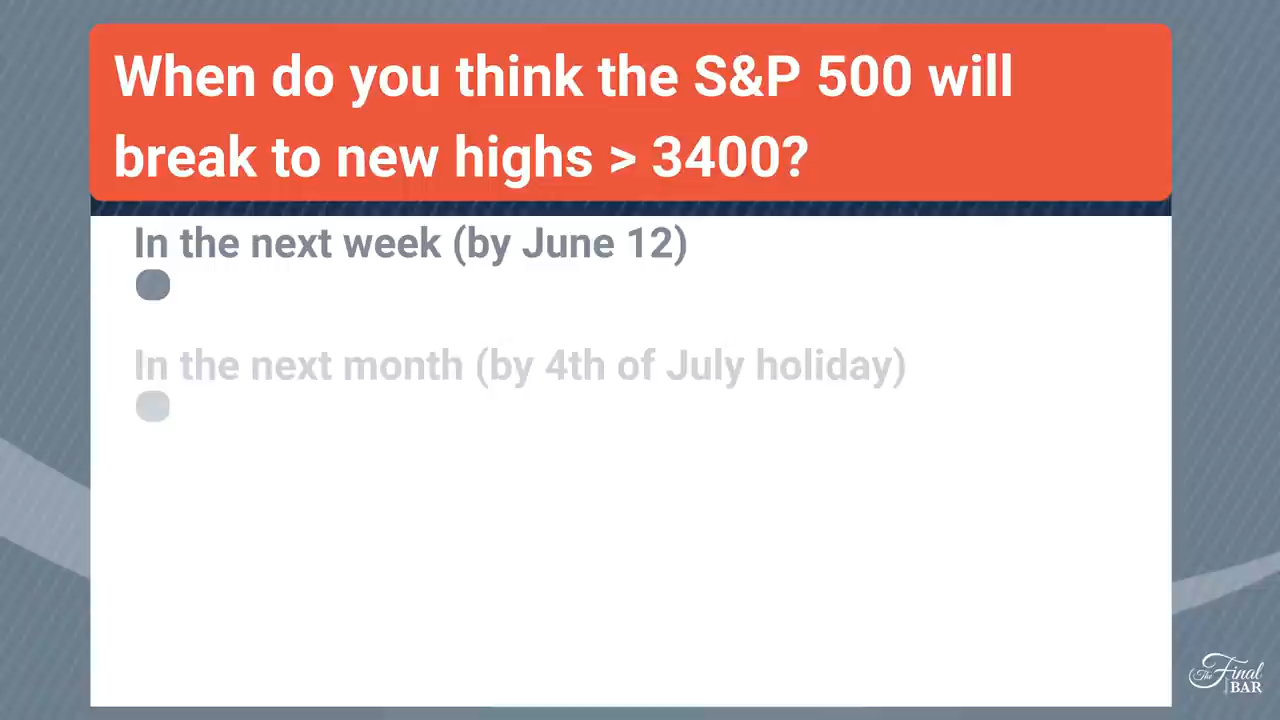 When do you think the S&P 500 will
break to new highs > 3400?
In the next week (by June 12)
In the next month (by 4th of July holiday)
The Final
BAR